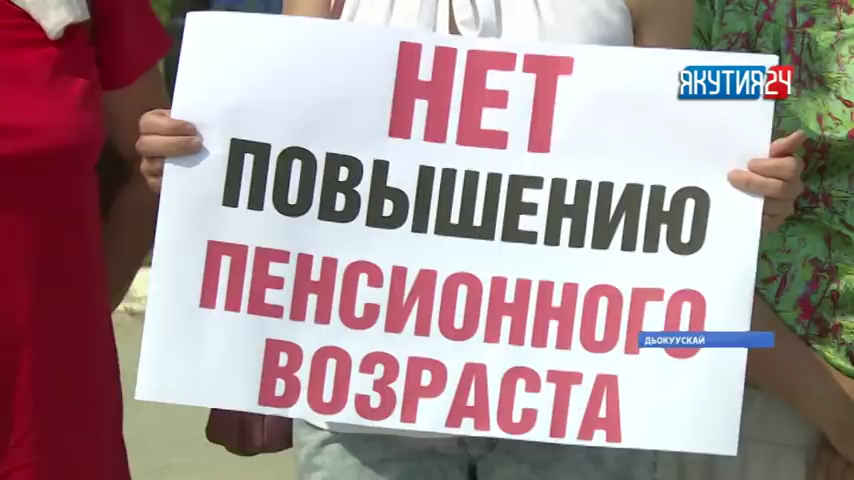 НЕТ
ПОВЫШЕНИЮ
ПЕНСИОННОГО
ВОЗРАСТА
ЯКУТИЯ24
ДЬОКУУСКАЙ